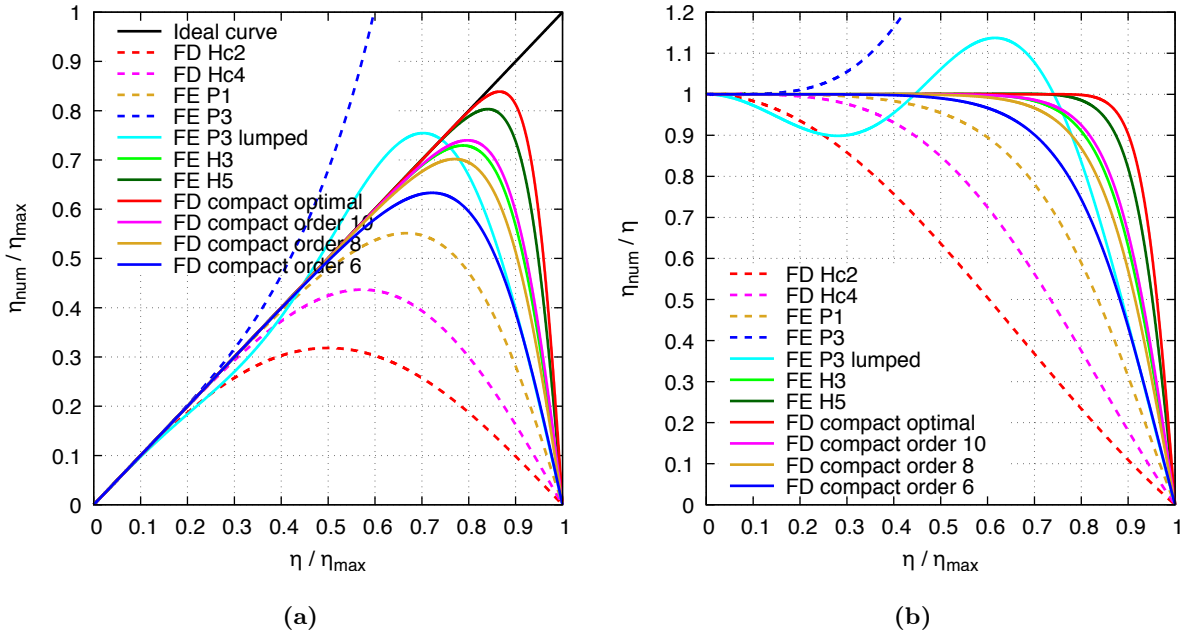 1
0.9
0.8
0.7
0.6
0.5
0.4
0.3
0.2
0.1
0
η_num / η_max
Ideal curve
FD Hc2
FD Hc4
FE P1
FE P3
FE P3 lumped
FE H3
FE H5
FD compact optimal
FD compact order 10
FD compact order 8
FD compact order 6
0 0.1 0.2 0.3 0.4 0.5 0.6 0.7 0.8 0.9 1
η / η_max
(a)
1.2
1.1
1
0.9
0.8
0.7
0.6
0.5
0.4
0.3
0.2
0.1
0
η_num / η
FD Hc2
FD Hc4
FE P1
FE P3
FE P3 lumped
FE H3
FE H5
FD compact optimal
FD compact order 10
FD compact order 8
FD compact order 6
0 0.1 0.2 0.3 0.4 0.5 0.6 0.7 0.8 0.9 1
η / η_max
(b)